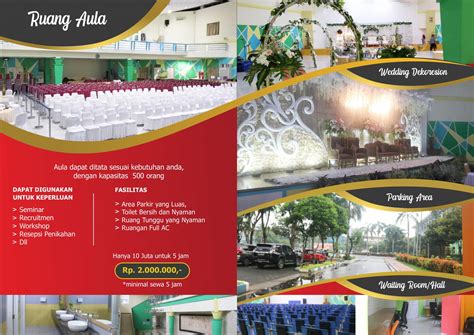 Ruang Aula
Aula dapat ditata sesuai kebutuhan anda,
dengan kapasitas 500 orang
DAPAT DIGUNAKAN
UNTUK KEPERLUAN
> Seminar
> Recruitmen
> Workshop
> Resepsi Penikahan
> Dll
FASILITAS
> Area Parkir yang Luas,
> Toilet Bersih dan Nyaman
> Ruang Tunggu yang Nyaman
> Ruangan Full AC
Hanya 10 Juta untuk 5 jam
Rp. 2.000.000,-
*minimal sewa 5 jam
Wedding Dekoresion
Parking Area
Waiting Room/Hall